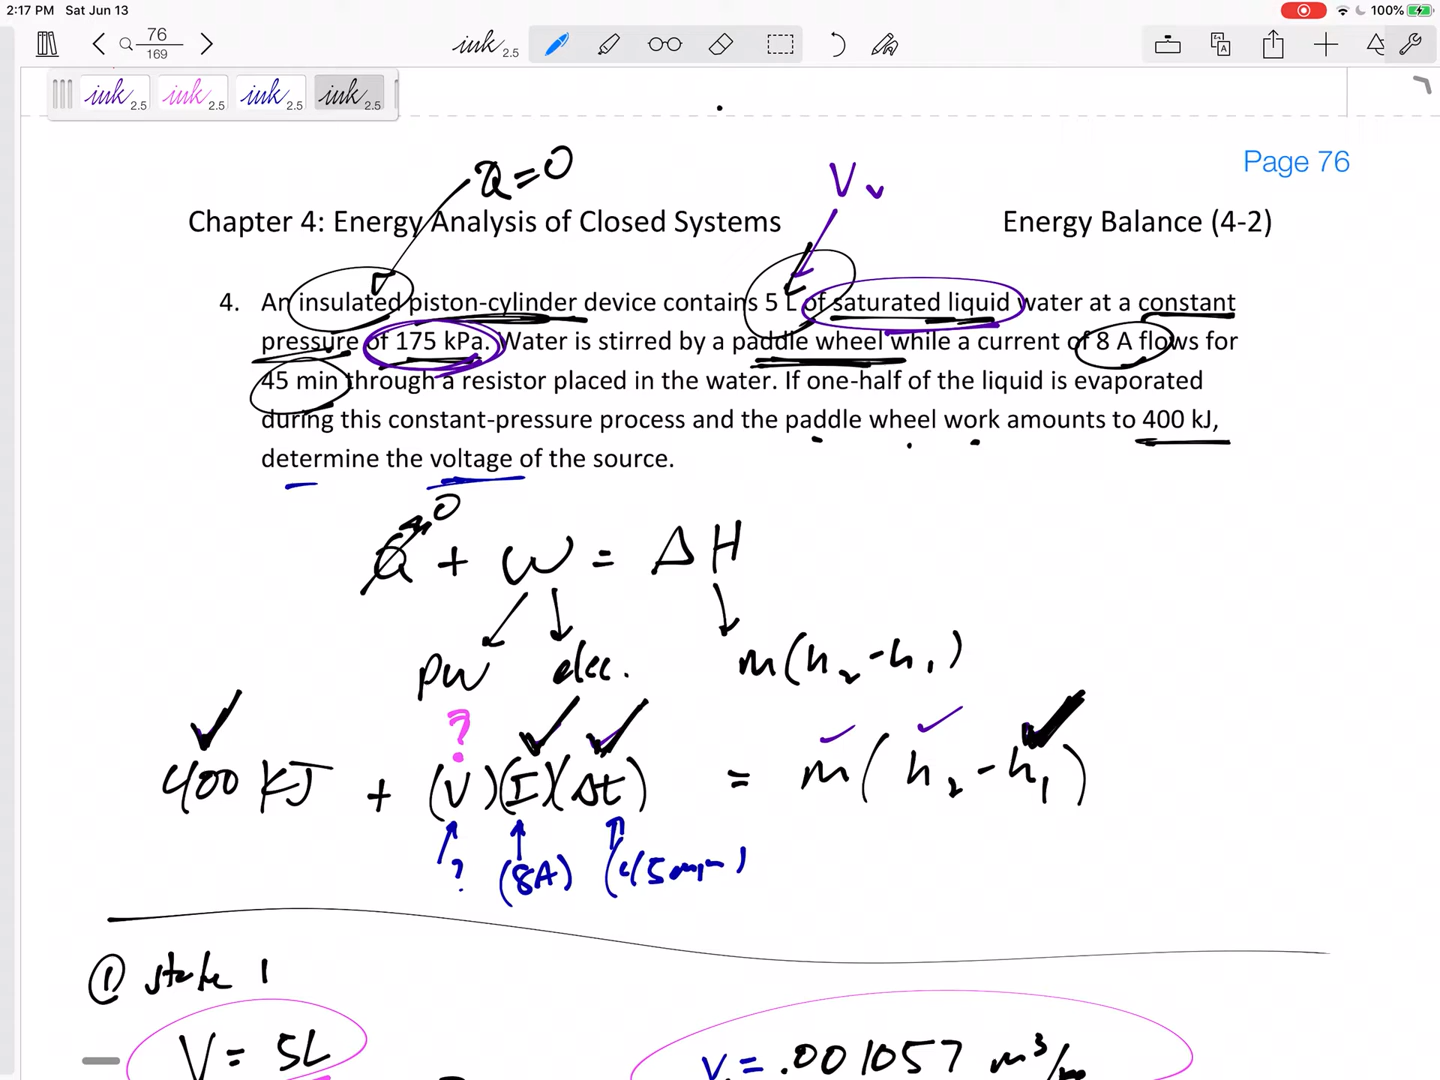 2:17 PM Sat Jun 13 100%
76
169
ink 2.5
ink 2.5 ink 2.5 ink 2.5 ink 2.5
Page 76
Q=0
V
Chapter 4: Energy Analysis of Closed Systems Energy Balance (4-2)
4. An insulated piston-cylinder device contains 5 L of saturated liquid water at a constant
pressure of 175 kPa. Water is stirred by a paddle wheel while a current of 8 A flows for
45 min through a resistor placed in the water. If one-half of the liquid is evaporated
during this constant-pressure process and the paddle wheel work amounts to 400 kJ,
determine the voltage of the source.
0
Q + W = ΔH
PW elec. m(h₂-h₁)
?
400 KJ + (V)(I)(Δt) = m(h₂-h₁)
? (8A) (45min)
① state 1
V = 5L
V₁ = .001057